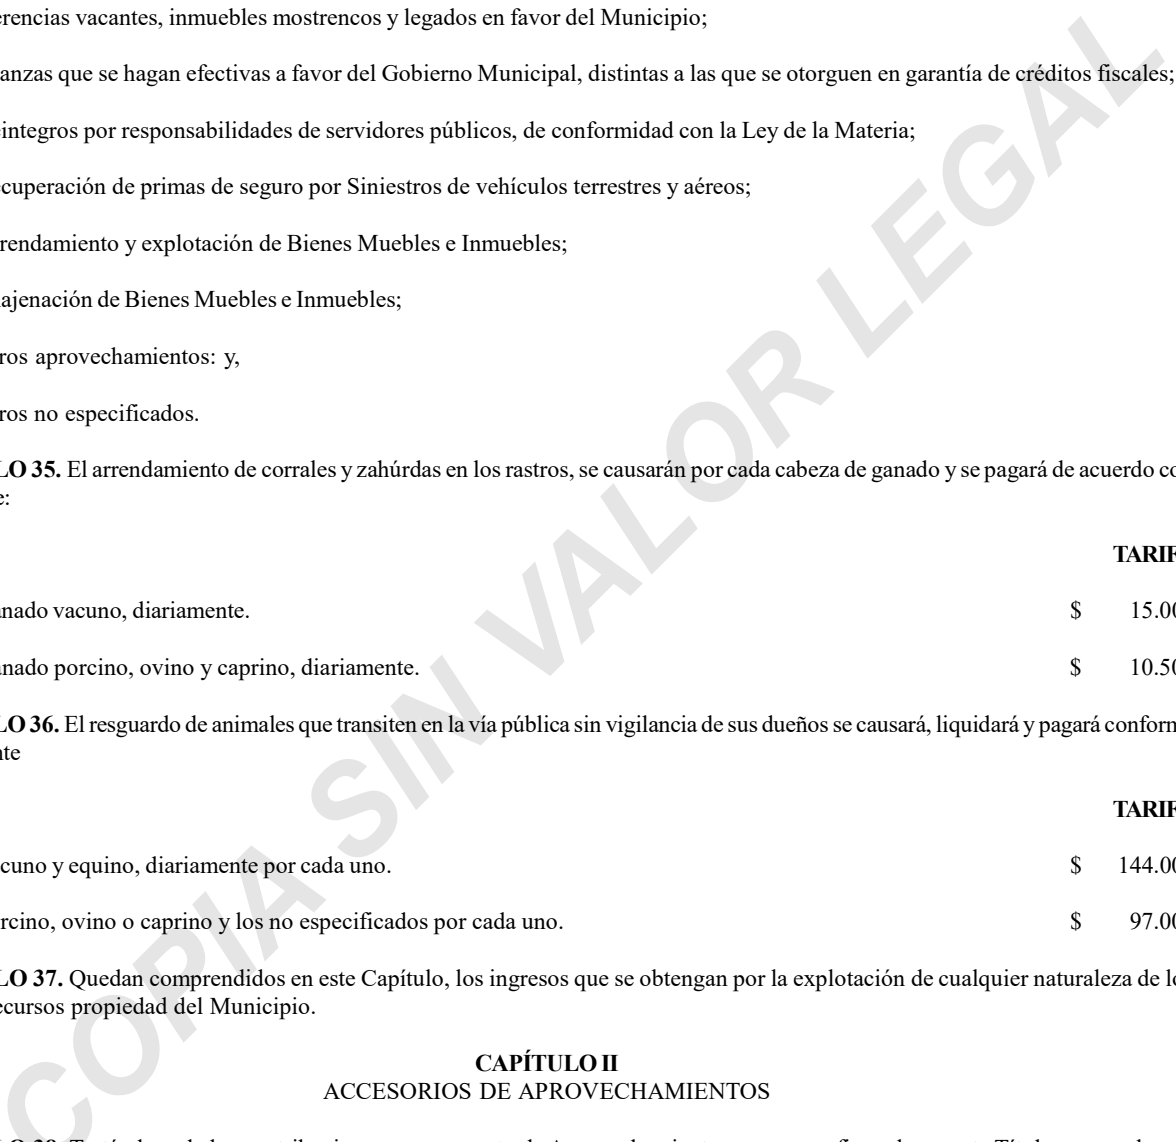 erencias vacantes, inmuebles mostrencos y legados en favor del Municipio;
anzas que se hagan efectivas a favor del Gobierno Municipal, distintas a las que se otorguen en garantía de créditos fiscales;
eintegros por responsabilidades de servidores públicos, de conformidad con la Ley de la Materia;
ecuperación de primas de seguro por Siniestros de vehículos terrestres y aéreos;
rrendamiento y explotación de Bienes Muebles e Inmuebles;
ajenación de Bienes Muebles e Inmuebles;
ros aprovechamientos: y,
ros no especificados.
LO 35. El arrendamiento de corrales y zahúrdas en los rastros, se causarán por cada cabeza de ganado y se pagará de acuerdo co
e:
TARIF
anado vacuno, diariamente. $ 15.00
anado porcino, ovino y caprino, diariamente. $ 10.50
LO 36. El resguardo de animales que transiten en la vía pública sin vigilancia de sus dueños se causará, liquidará y pagará conform
nte
TARIF
cuno y equino, diariamente por cada uno. $ 144.00
rcino, ovino o caprino y los no especificados por cada uno. $ 97.00
LO 37. Quedan comprendidos en este Capítulo, los ingresos que se obtengan por la explotación de cualquier naturaleza de lo
ecursos propiedad del Municipio.
CAPÍTULO II
ACCESORIOS DE APROVECHAMIENTOS
COPIA SIN VALOR LEGAL